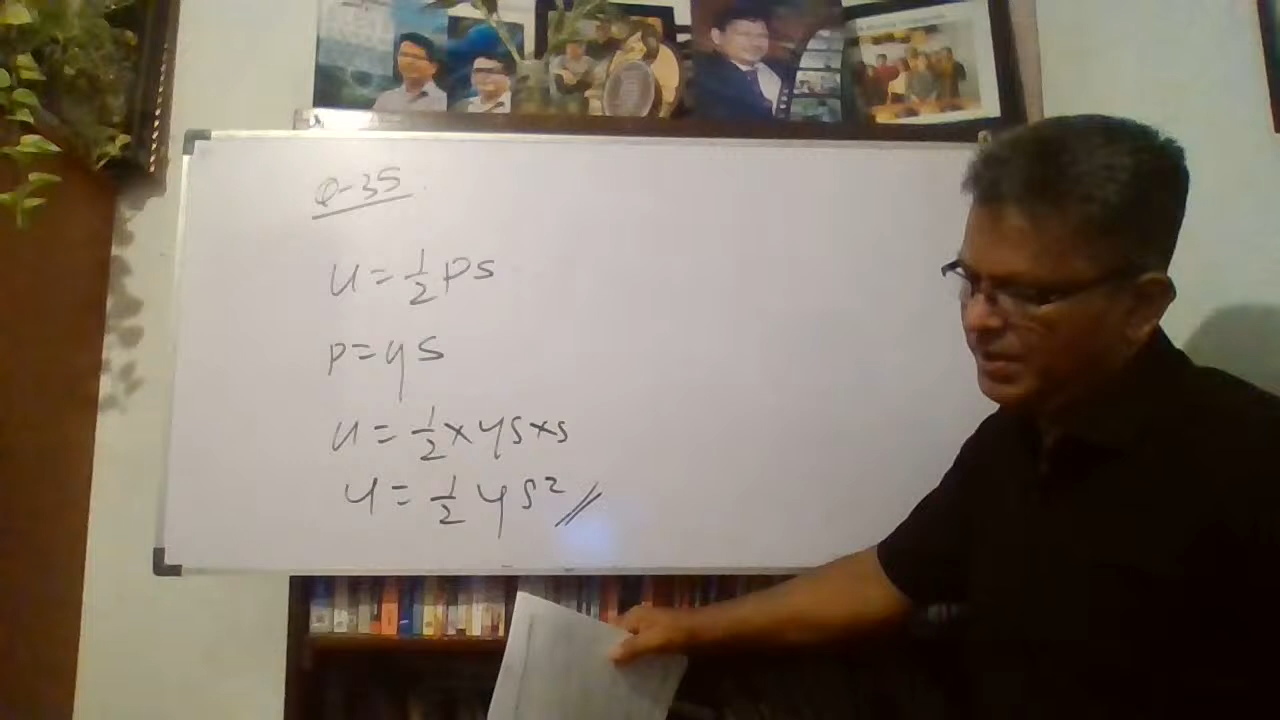 Q-35
u = 1/2 ps
p = ys
u = 1/2 × ys × s
u = 1/2 ys² //